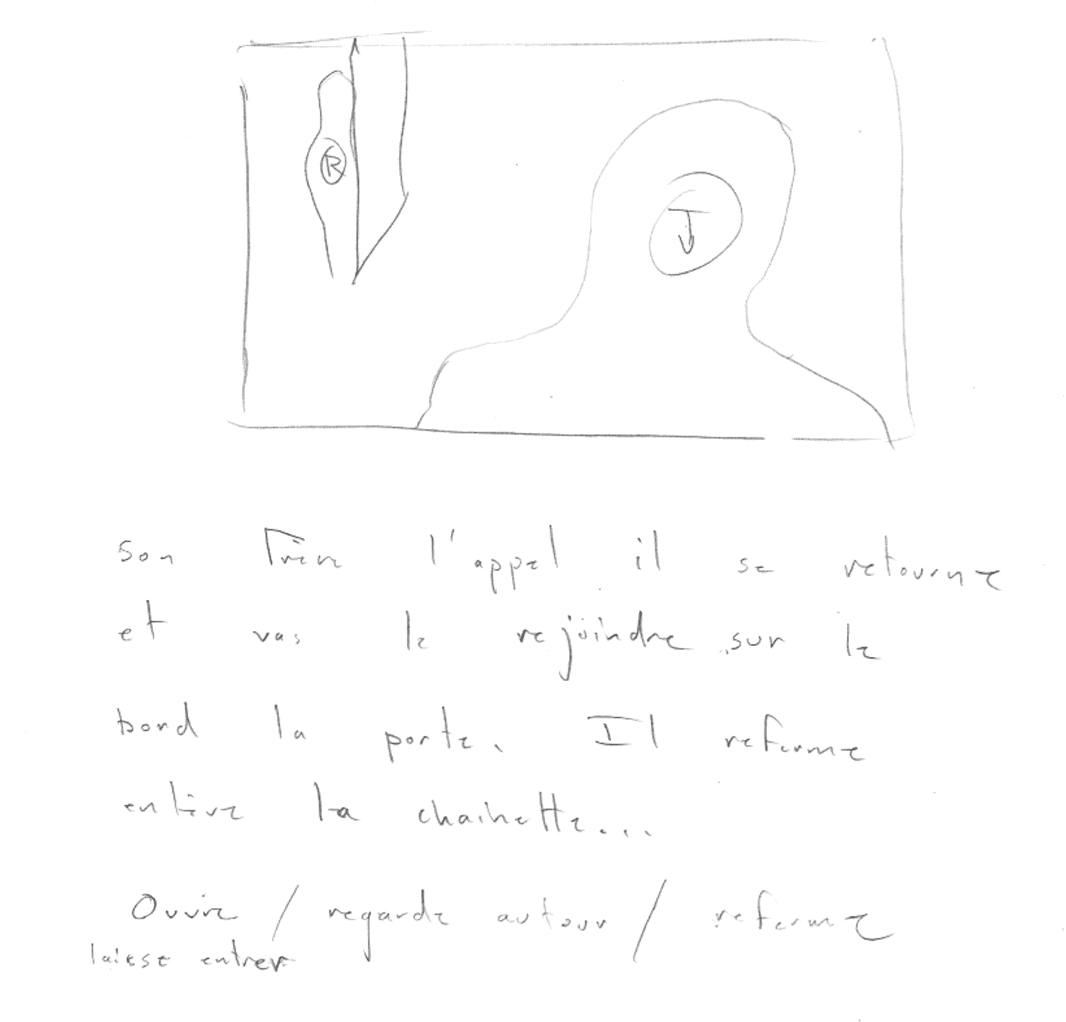 R
J
son Frère l'appel il se retourne
et vas le rejoindre sur le
bord la porte. Il referme
enlève la chainette...
Ouvre / regarde autour / referme
laisse entrer